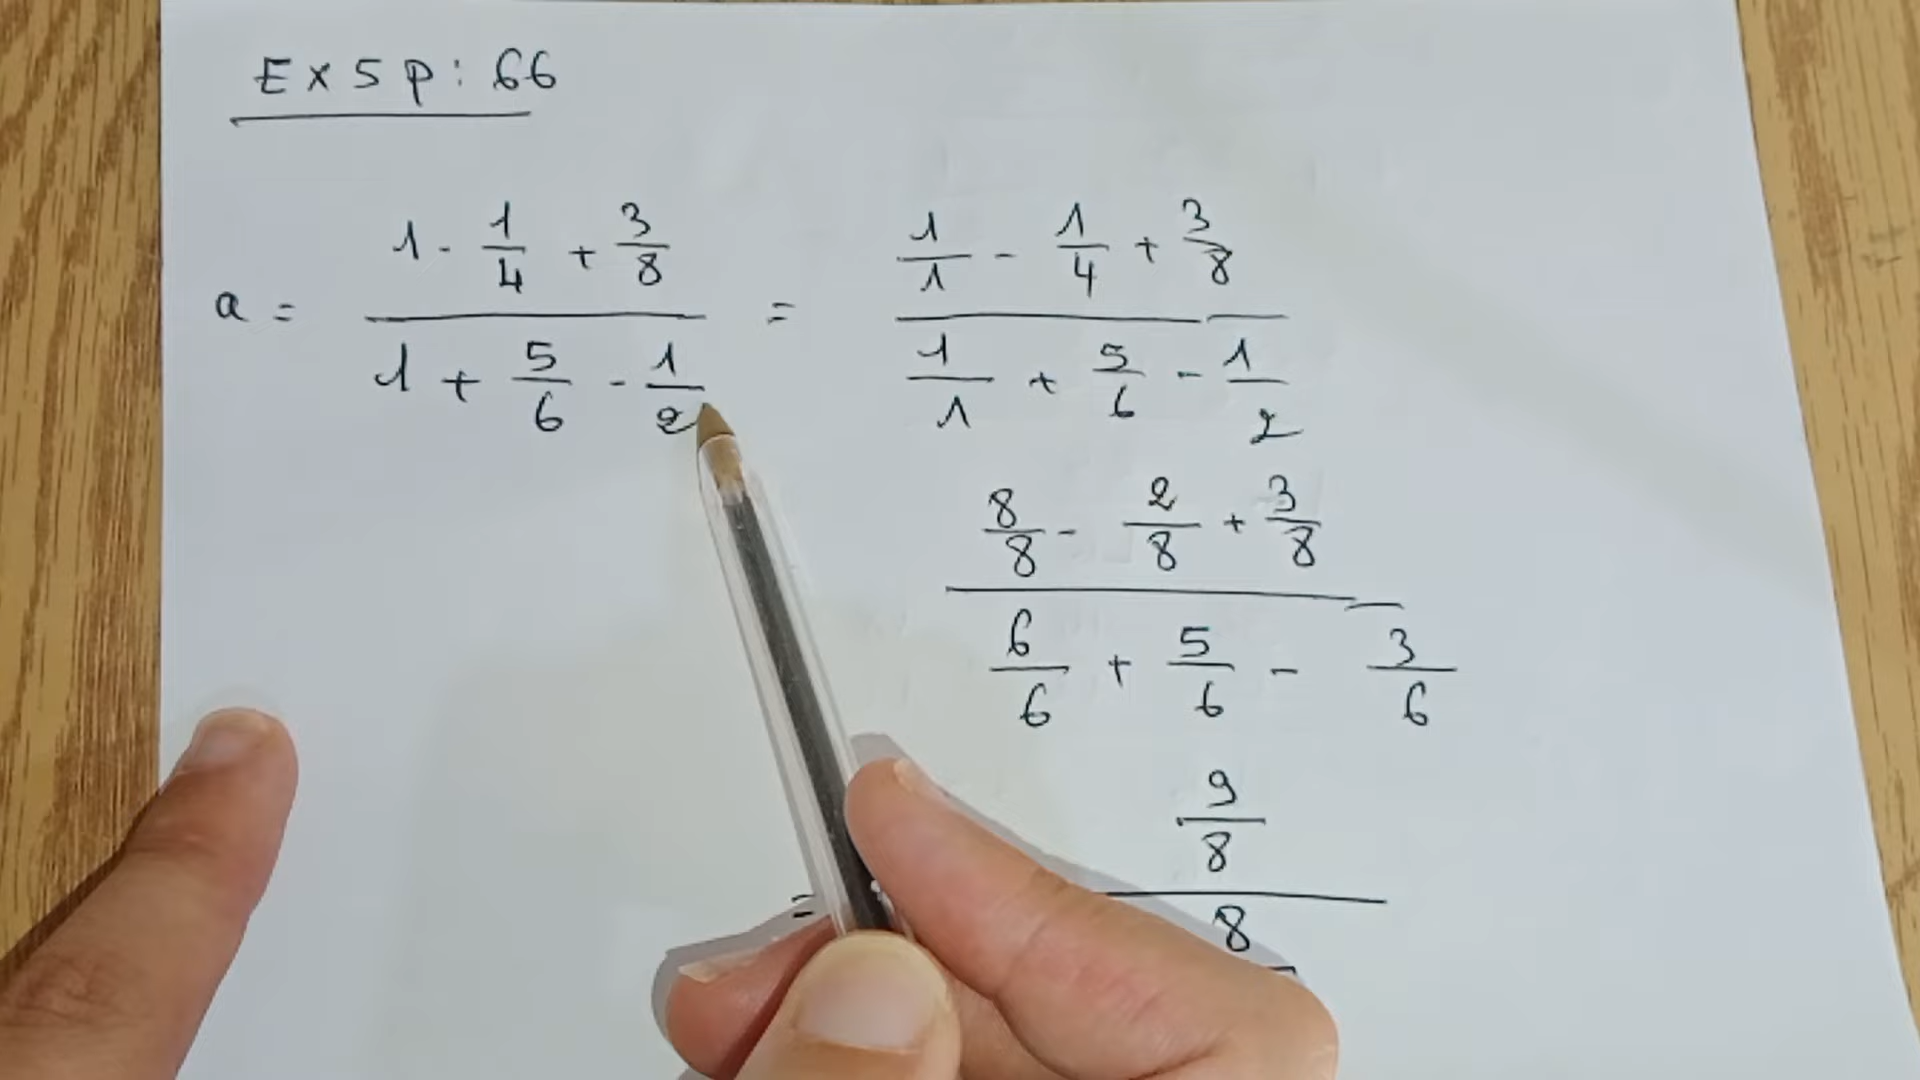 Ex 5 p: 66
a = (1 - 1/4 + 3/8) / (1 + 5/6 - 1/2) = (1/1 - 1/4 + 3/8) / (1/1 + 5/6 - 1/2)
(8/8 - 2/8 + 3/8) / (6/6 + 5/6 - 3/6)
= (9/8) / 8